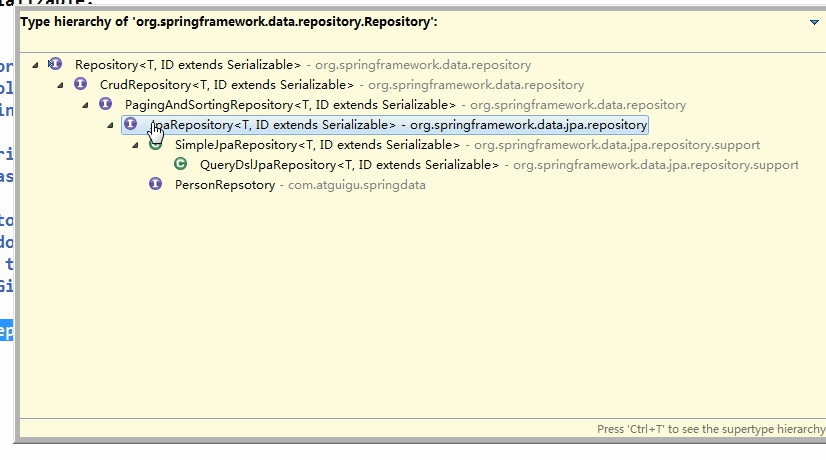 Type hierarchy of 'org.springframework.data.repository.Repository':
Repository<T, ID extends Serializable> - org.springframework.data.repository
CrudRepository<T, ID extends Serializable> - org.springframework.data.repository
PagingAndSortingRepository<T, ID extends Serializable> - org.springframework.data.repository
JpaRepository<T, ID extends Serializable> - org.springframework.data.jpa.repository
SimpleJpaRepository<T, ID extends Serializable> - org.springframework.data.jpa.repository.support
QueryDslJpaRepository<T, ID extends Serializable> - org.springframework.data.jpa.repository.support
PersonRepsotory - com.atguigu.springdata
Press 'Ctrl+T' to see the supertype hierarchy